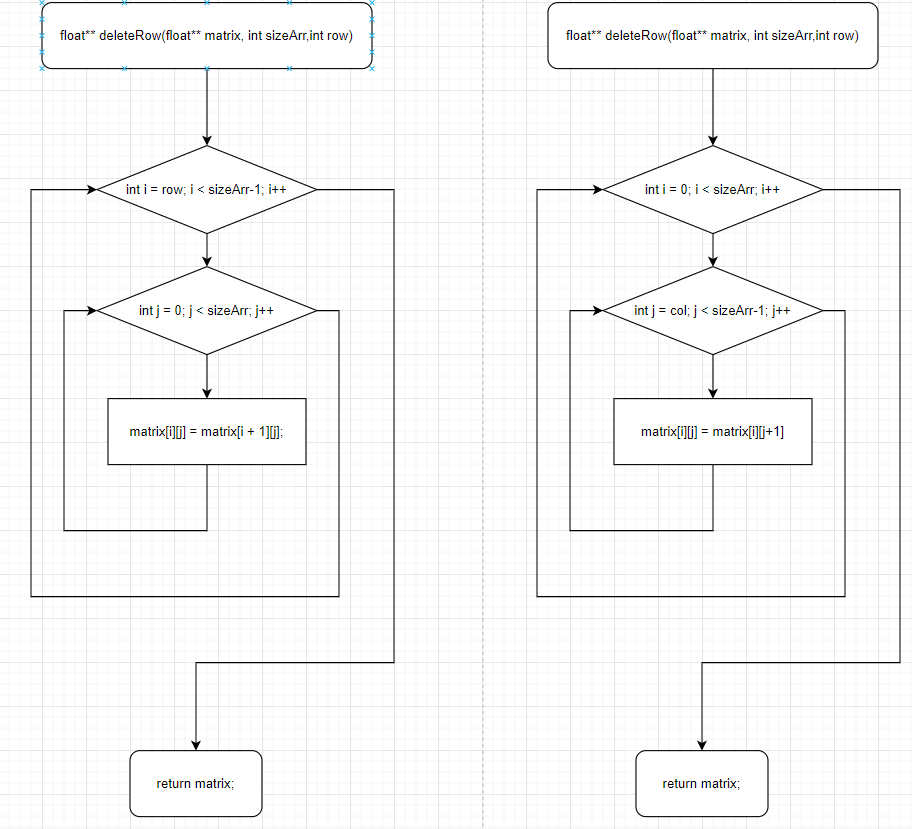 float** deleteRow(float** matrix, int sizeArr,int row)
int i = row; i < sizeArr-1; i++
int j = 0; j < sizeArr; j++
matrix[i][j] = matrix[i + 1][j];
return matrix;
float** deleteRow(float** matrix, int sizeArr,int row)
int i = 0; i < sizeArr; i++
int j = col; j < sizeArr-1; j++
matrix[i][j] = matrix[i][j+1]
return matrix;